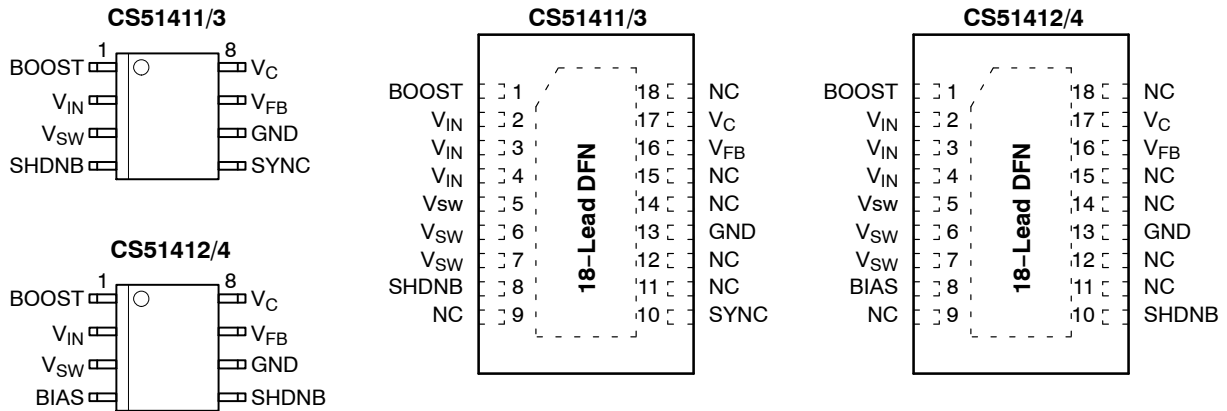 CS51411/3
1 8
BOOST VC
VIN VFB
VSW GND
SHDNB SYNC
CS51412/4
1 8
BOOST VC
VIN VFB
VSW GND
BIAS SHDNB
CS51411/3
BOOST 1 18 NC
VIN 2 17 VC
VIN 3 16 VFB
VIN 4 15 NC
Vsw 5 14 NC
VSW 6 13 GND
VSW 7 12 NC
SHDNB 8 11 NC
NC 9 10 SYNC
18−Lead DFN
CS51412/4
BOOST 1 18 NC
VIN 2 17 VC
VIN 3 16 VFB
VIN 4 15 NC
Vsw 5 14 NC
VSW 6 13 GND
VSW 7 12 NC
BIAS 8 11 NC
NC 9 10 SHDNB
18−Lead DFN